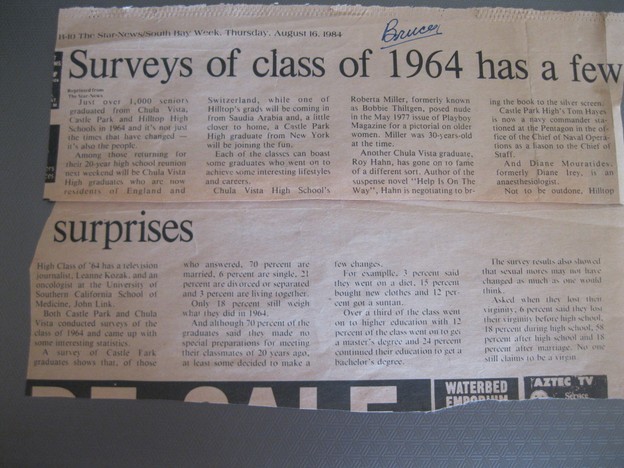 H-10 The Star-News/South Bay Week, Thursday, August 16, 1984
Bruce
Surveys of class of 1964 has a few
Reprinted from
The Star-News
Just over 1,000 seniors
graduated from Chula Vista,
Castle Park and Hilltop High
Schools in 1964 and it's not just
the times that have changed —
it's also the people.
Among those returning for
their 20-year high school reunion
next weekend will be Chula Vista
High graduates who are now
residents of England and
Switzerland, while one of
Hilltop's grads will be coming in
from Saudia Arabia and, a little
closer to home, a Castle Park
High graduate from New York
will be joining the fun.
Each of the classes can boast
some graduates who went on to
achieve some interesting lifestyles
and careers.
Chula Vista High School's
Roberta Miller, formerly known
as Bobbie Thiltgen, posed nude
in the May 1977 issue of Playboy
Magazine for a pictorial on older
women. Miller was 30-years-old
at the time.
Another Chula Vista graduate,
Roy Hahn, has gone on to fame
of a different sort. Author of the
suspense novel "Help Is On The
Way", Hahn is negotiating to br-
ing the book to the silver screen.
Castle Park High's Tom Hayes
is now a navy commander sta-
tioned at the Pentagon in the of-
fice of the Chief of Naval Opera-
tions as a liason to the Chief of
Staff.
And Diane Mouratides,
formerly Diane Irey, is an
anaesthesiologist.
Not to be outdone, Hilltop
surprises
High Class of '64 has a television
journalist, Leanne Kozak, and an
oncologist at the University of
Southern California School of
Medicine, John Link.
Both Castle Park and Chula
Vista conducted surveys of the
class of 1964 and came up with
some interesting statistics.
A survey of Castle Park
graduates shows that, of those
who answered, 70 percent are
married, 6 percent are single, 21
percent are divorced or separated
and 3 percent are living together.
Only 18 percent still weigh
what they did in 1964.
And although 70 percent of the
graduates said they made no
special preparations for meeting
their classmates of 20 years ago,
at least some decided to make a
few changes.
For examplle, 3 percent said
they went on a diet, 15 percent
bought new clothes and 12 per-
cent got a suntan.
Over a third of the class went
on to higher education with 12
percent of the class went on to get
a master's degree and 24 percent
continued their education to get a
bachelor's degree.
The survey results also showed
that sexual mores may not have
changed as much as one would
think.
Asked when they lost their
virginity, 6 percent said they lost
their virginity before high school,
18 percent during high school, 58
percent after high school and 18
percent after marriage. No one
still claims to be a virgin.
SALE
WATERBED
EMPORIUM
AZTEC TV